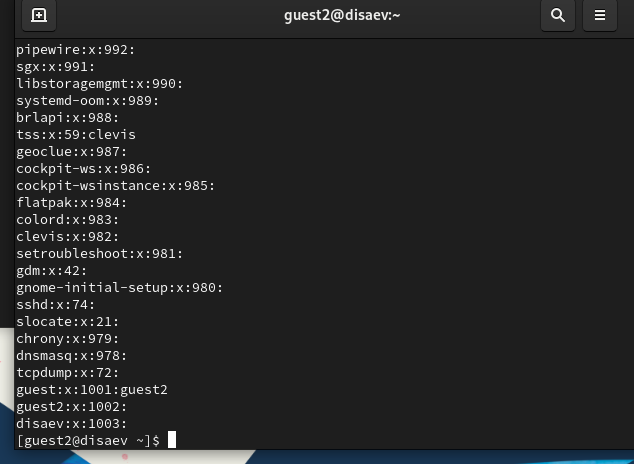 guest2@disaev:~
pipewire:x:992:
sgx:x:991:
libstoragemgmt:x:990:
systemd-oom:x:989:
brlapi:x:988:
tss:x:59:clevis
geoclue:x:987:
cockpit-ws:x:986:
cockpit-wsinstance:x:985:
flatpak:x:984:
colord:x:983:
clevis:x:982:
setroubleshoot:x:981:
gdm:x:42:
gnome-initial-setup:x:980:
sshd:x:74:
slocate:x:21:
chrony:x:979:
dnsmasq:x:978:
tcpdump:x:72:
guest:x:1001:guest2
guest2:x:1002:
disaev:x:1003:
[guest2@disaev ~]$